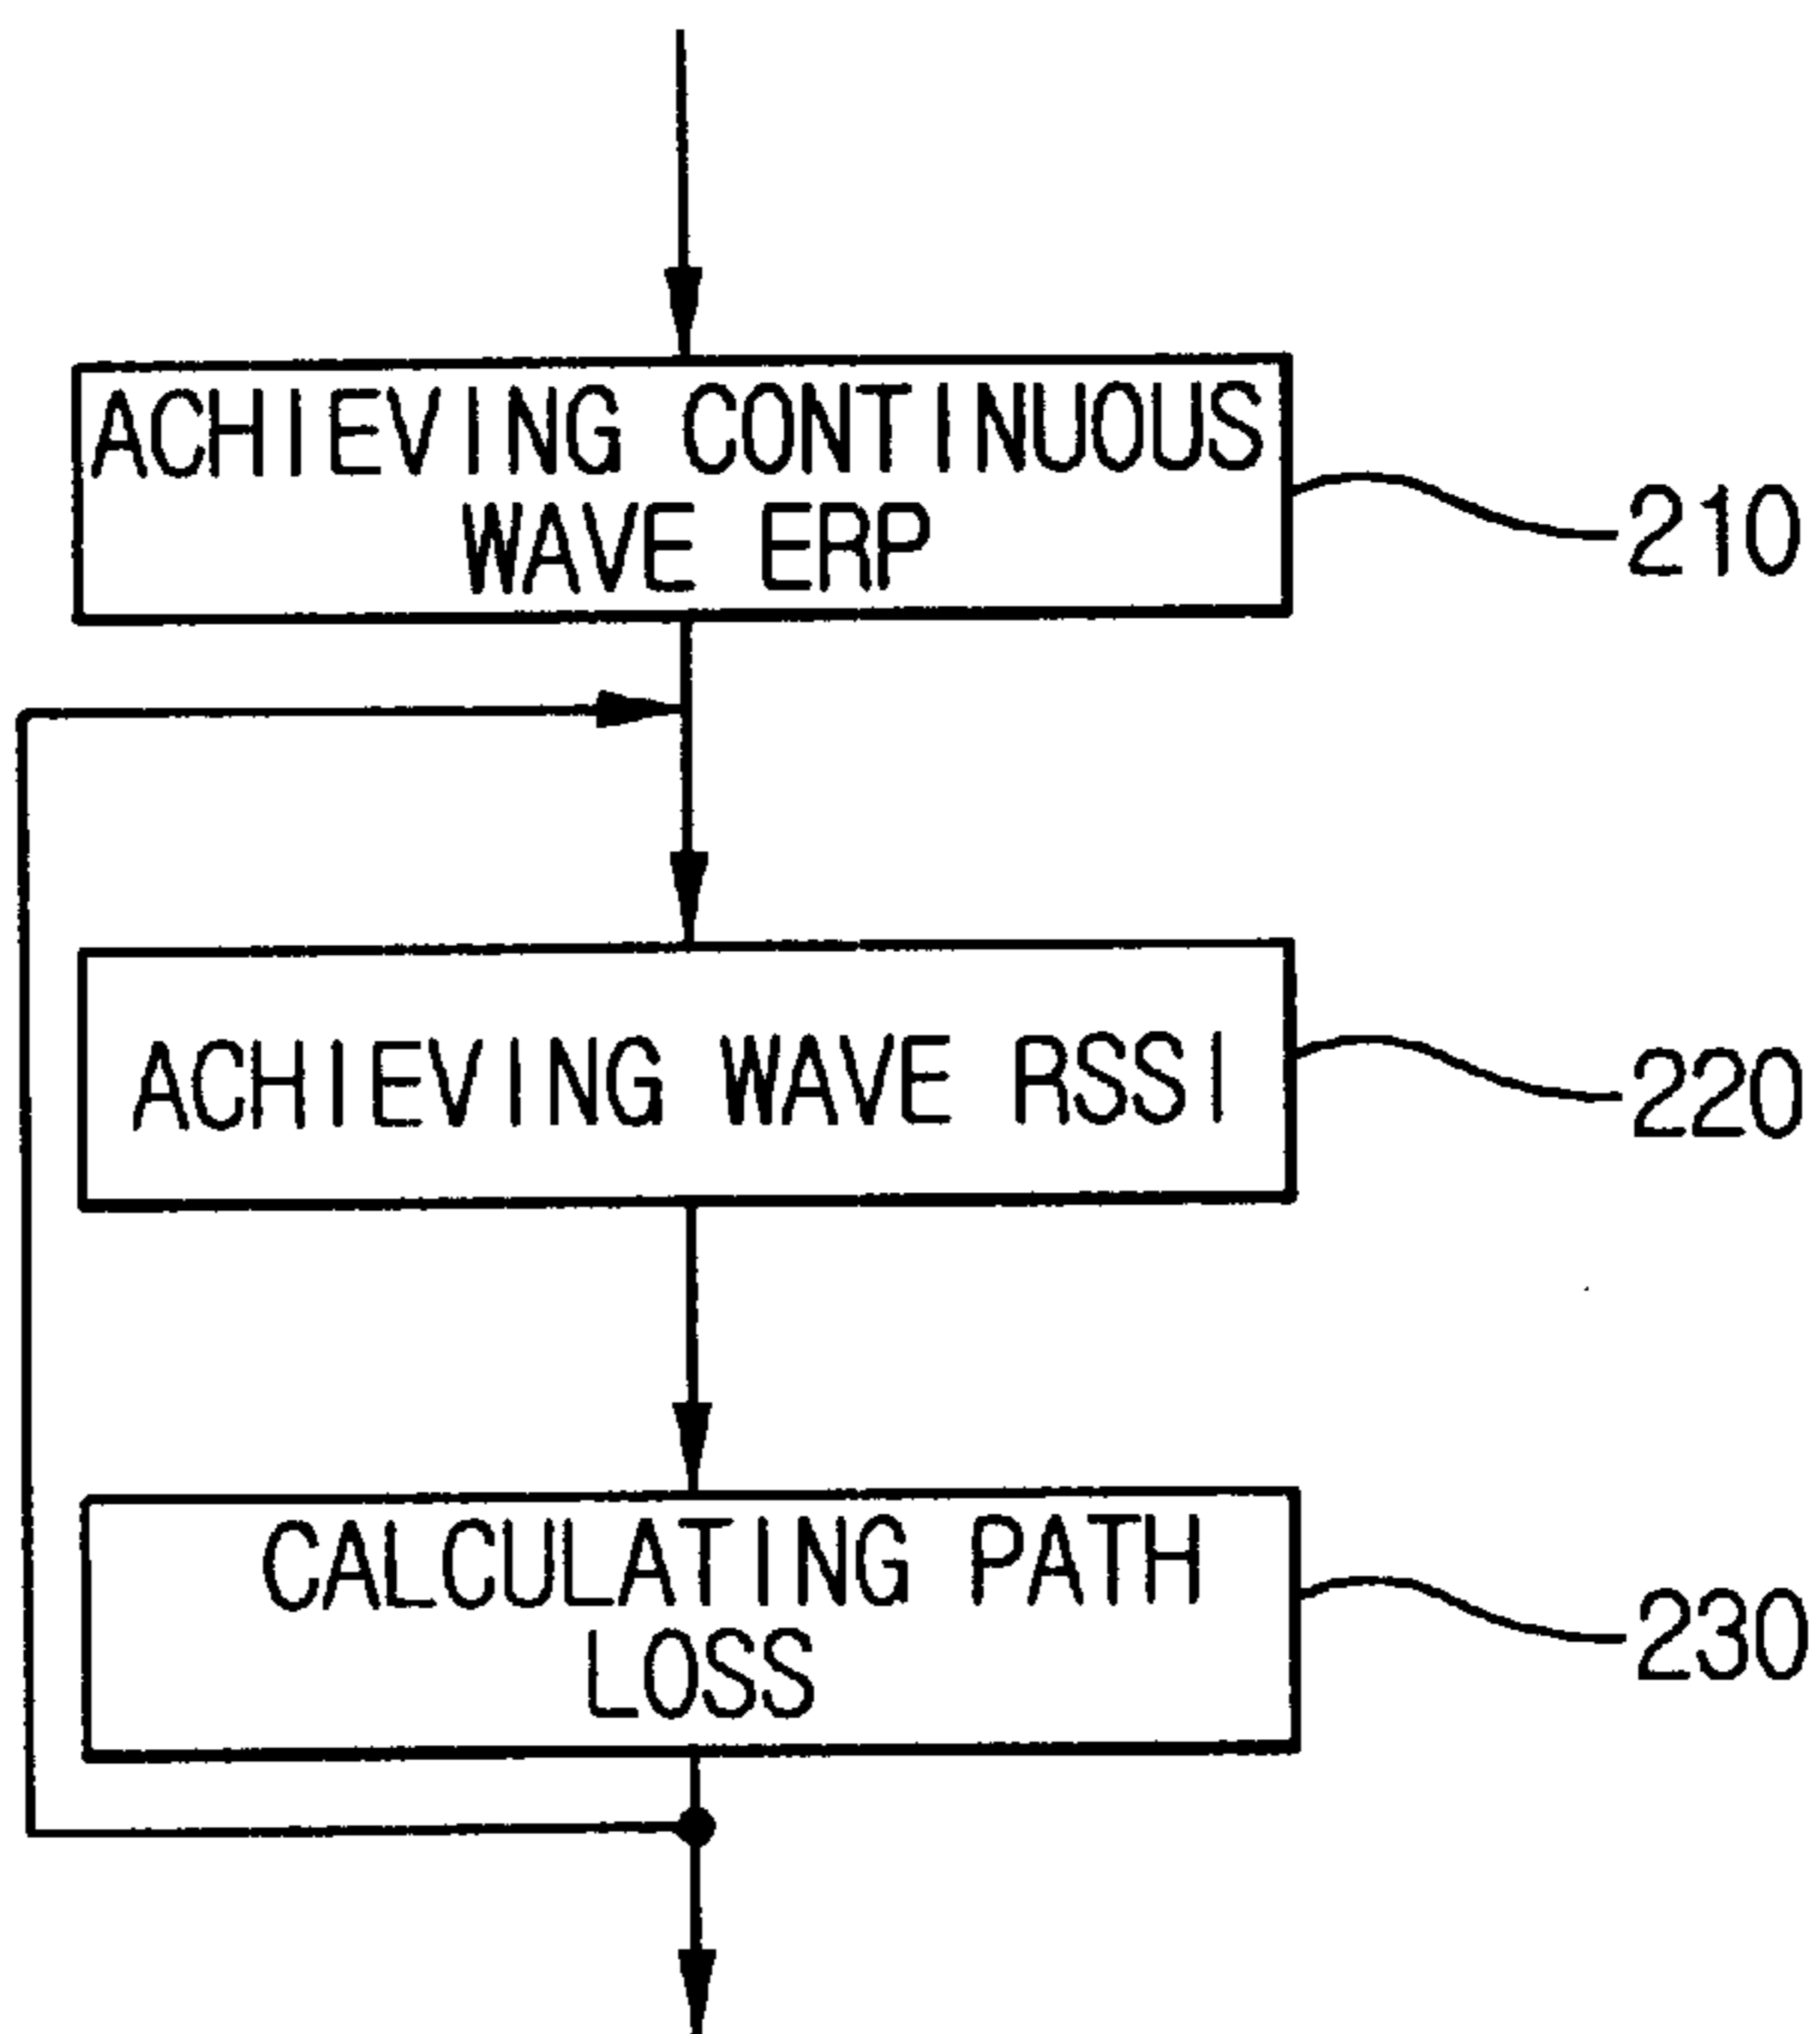 ACHIEVING CONTINUOUS
WAVE ERP
210
ACHIEVING WAVE RSSI
220
CALCULATING PATH
LOSS
230